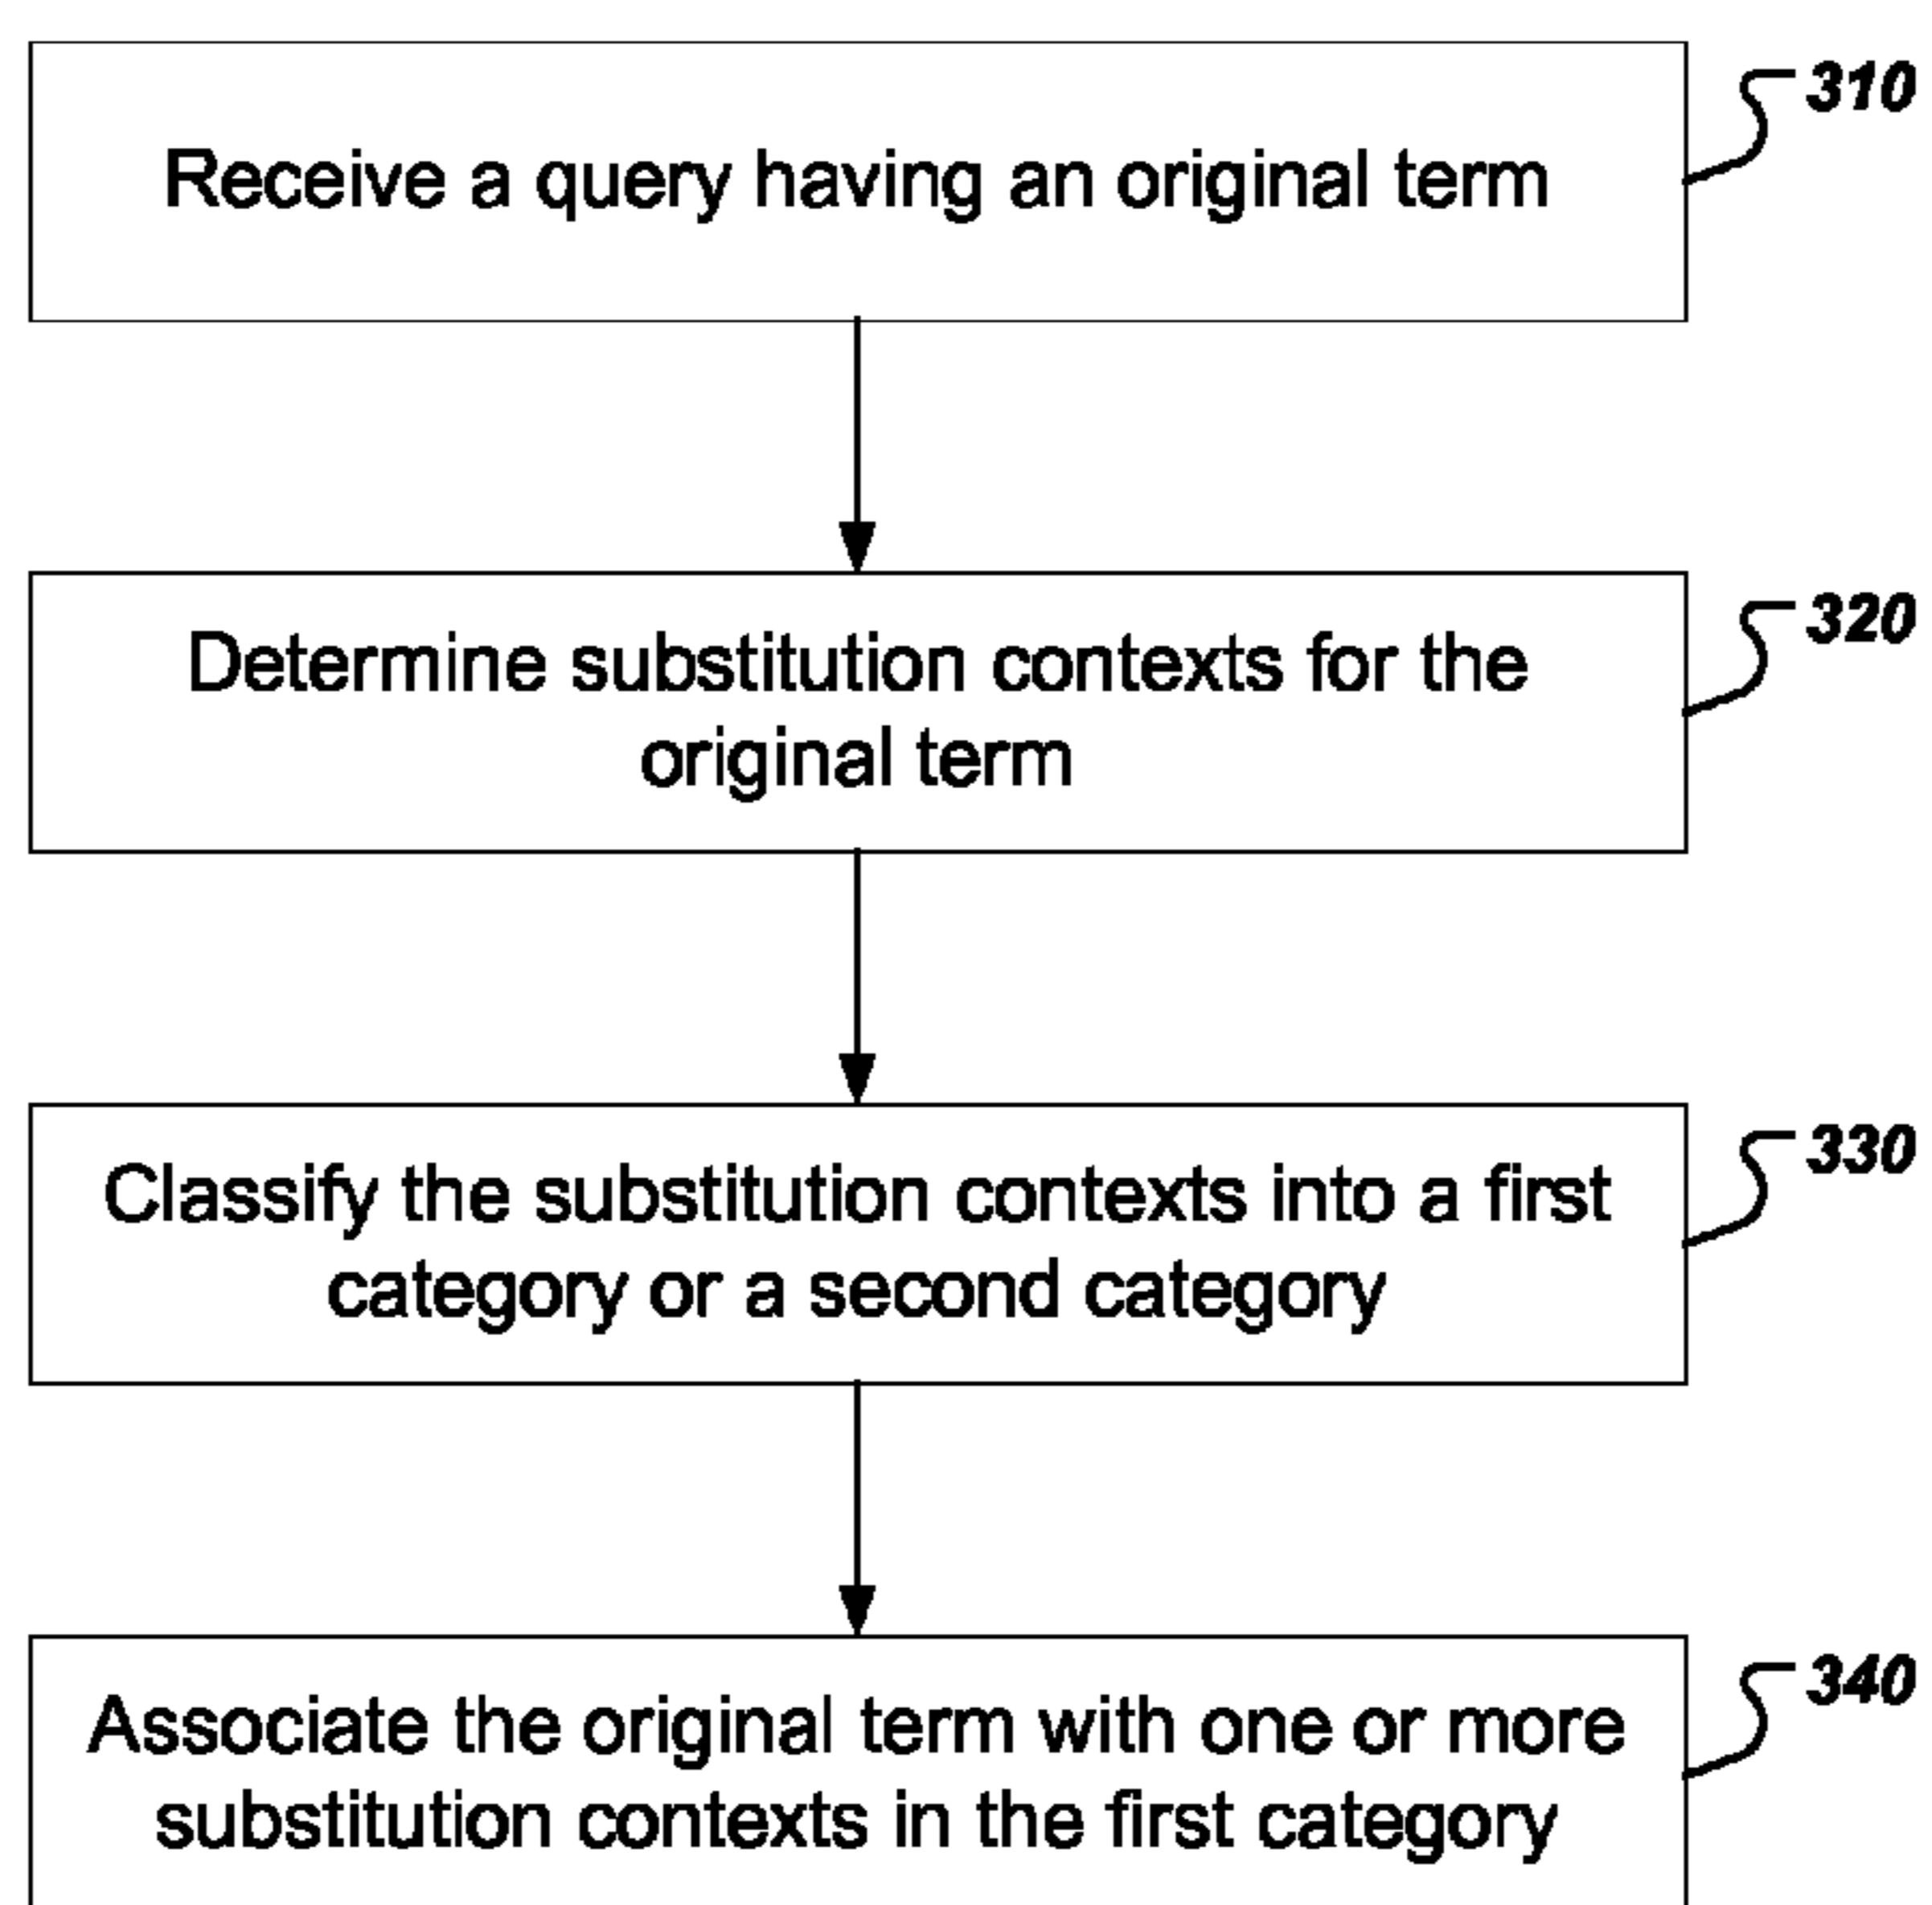 Receive a query having an original term
310
Determine substitution contexts for the
original term
320
Classify the substitution contexts into a first
category or a second category
330
Associate the original term with one or more
substitution contexts in the first category
340